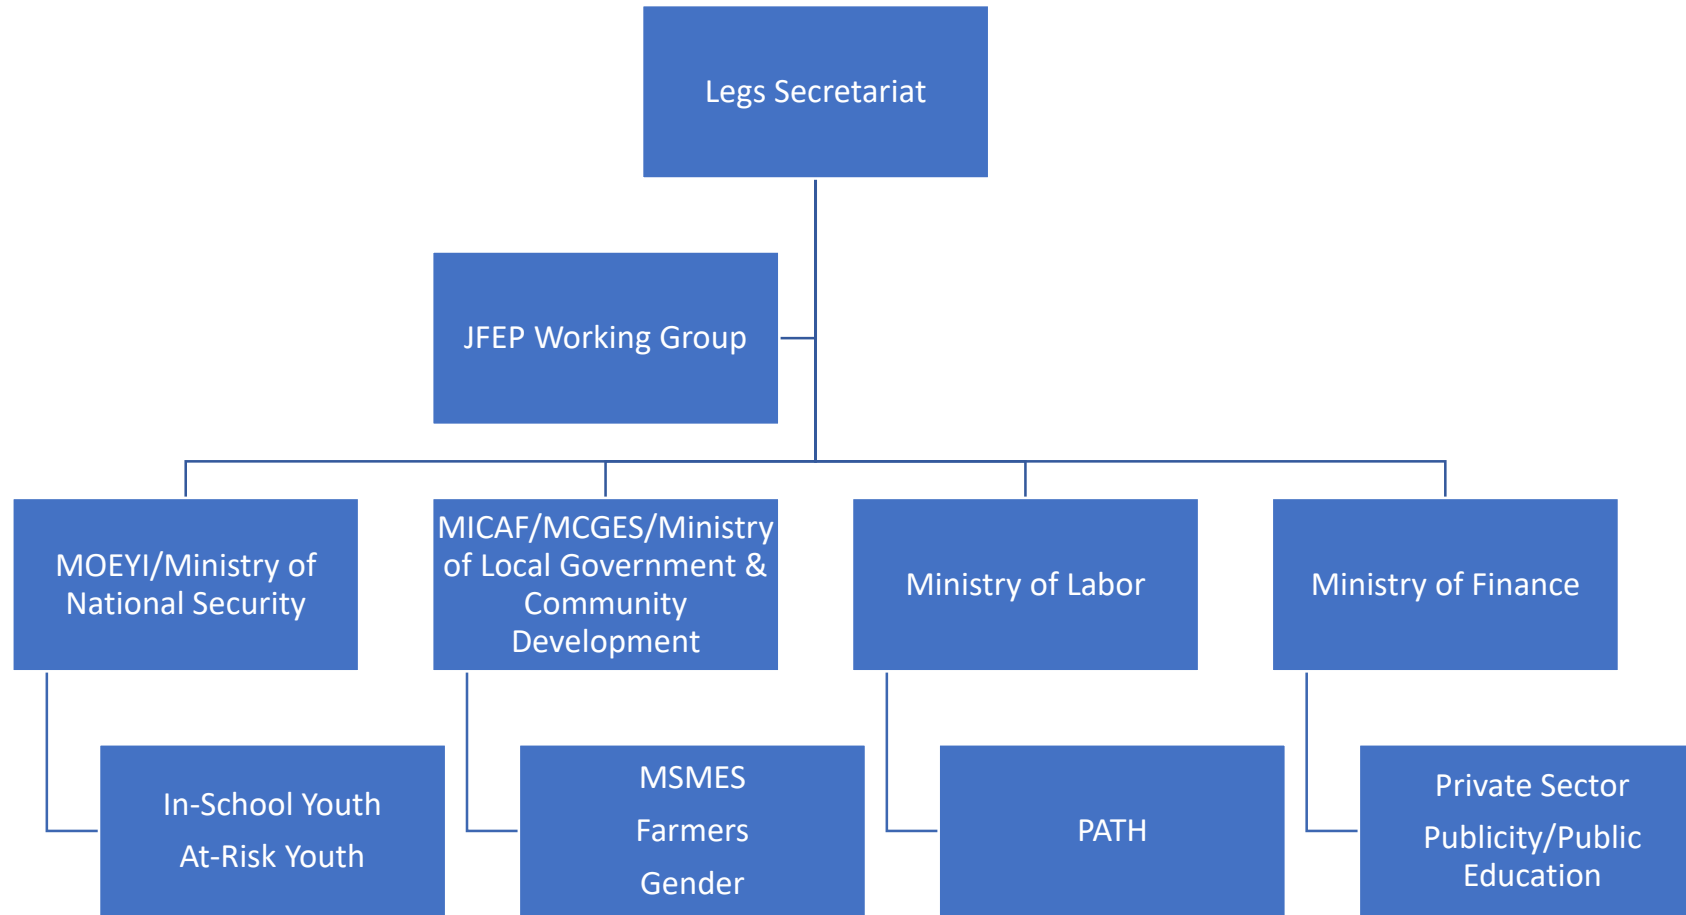 Legs Secretariat
JFEP Working Group
MOEYI/Ministry of
National Security
MICAF/MCGES/Ministry
of Local Government &
Community
Development
Ministry of Labor
Ministry of Finance
In-School Youth
At-Risk Youth
MSMES
Farmers
Gender
PATH
Private Sector
Publicity/Public
Education